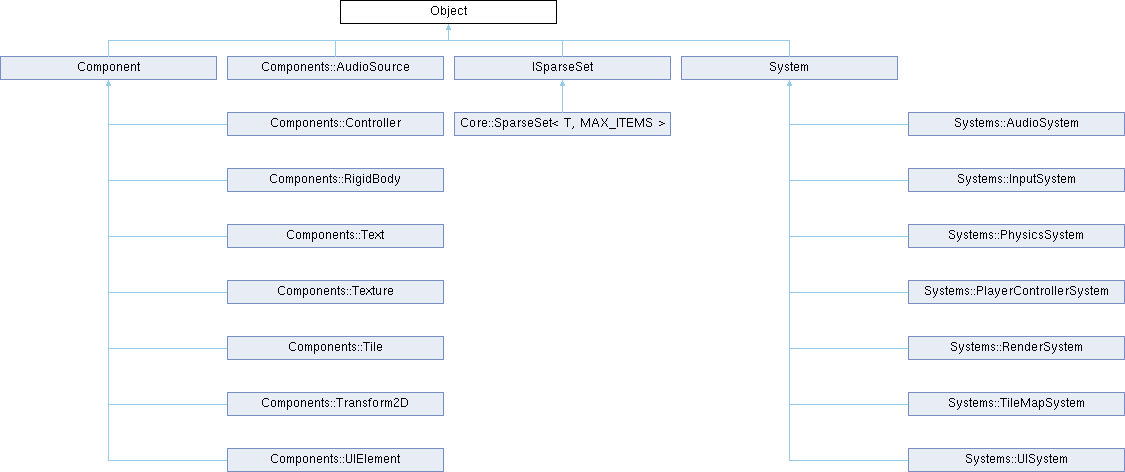 Object
Component
Components::AudioSource
ISparseSet
System
Components::Controller
Core::SparseSet< T, MAX_ITEMS >
Systems::AudioSystem
Components::RigidBody
Systems::InputSystem
Components::Text
Systems::PhysicsSystem
Components::Texture
Systems::PlayerControllerSystem
Components::Tile
Systems::RenderSystem
Components::Transform2D
Systems::TileMapSystem
Components::UIElement
Systems::UISystem